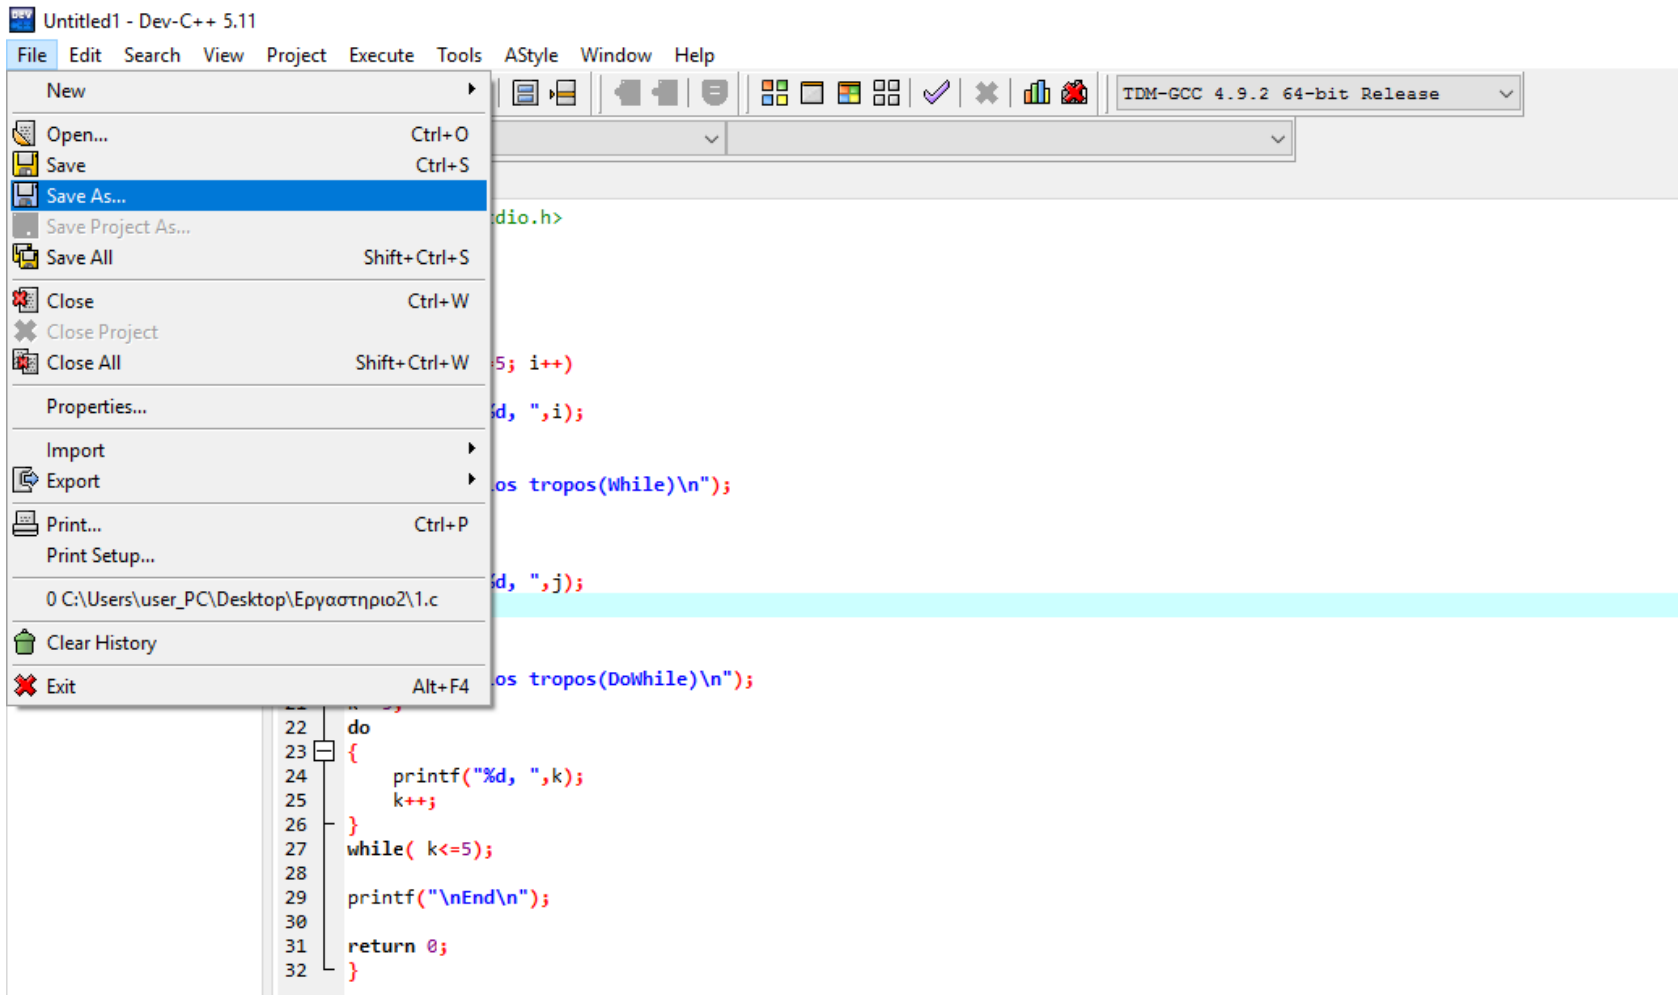 Untitled1 - Dev-C++ 5.11
File Edit Search View Project Execute Tools AStyle Window Help
New
TDM-GCC 4.9.2 64-bit Release
Open... Ctrl+O
Save Ctrl+S
Save As...
Save Project As...
Save All Shift+Ctrl+S
Close Ctrl+W
Close Project
Close All Shift+Ctrl+W
Properties...
Import
Export
Print... Ctrl+P
Print Setup...
0 C:\Users\user_PC\Desktop\Εργαστηριο2\1.c
Clear History
Exit Alt+F4
dio.h>
5; i++)
d, ",i);
os tropos(While)\n");
d, ",j);
os tropos(DoWhile)\n");
22 do
23 {
24 printf("%d, ",k);
25 k++;
26 }
27 while( k<=5);
28
29 printf("\nEnd\n");
30
31 return 0;
32 }